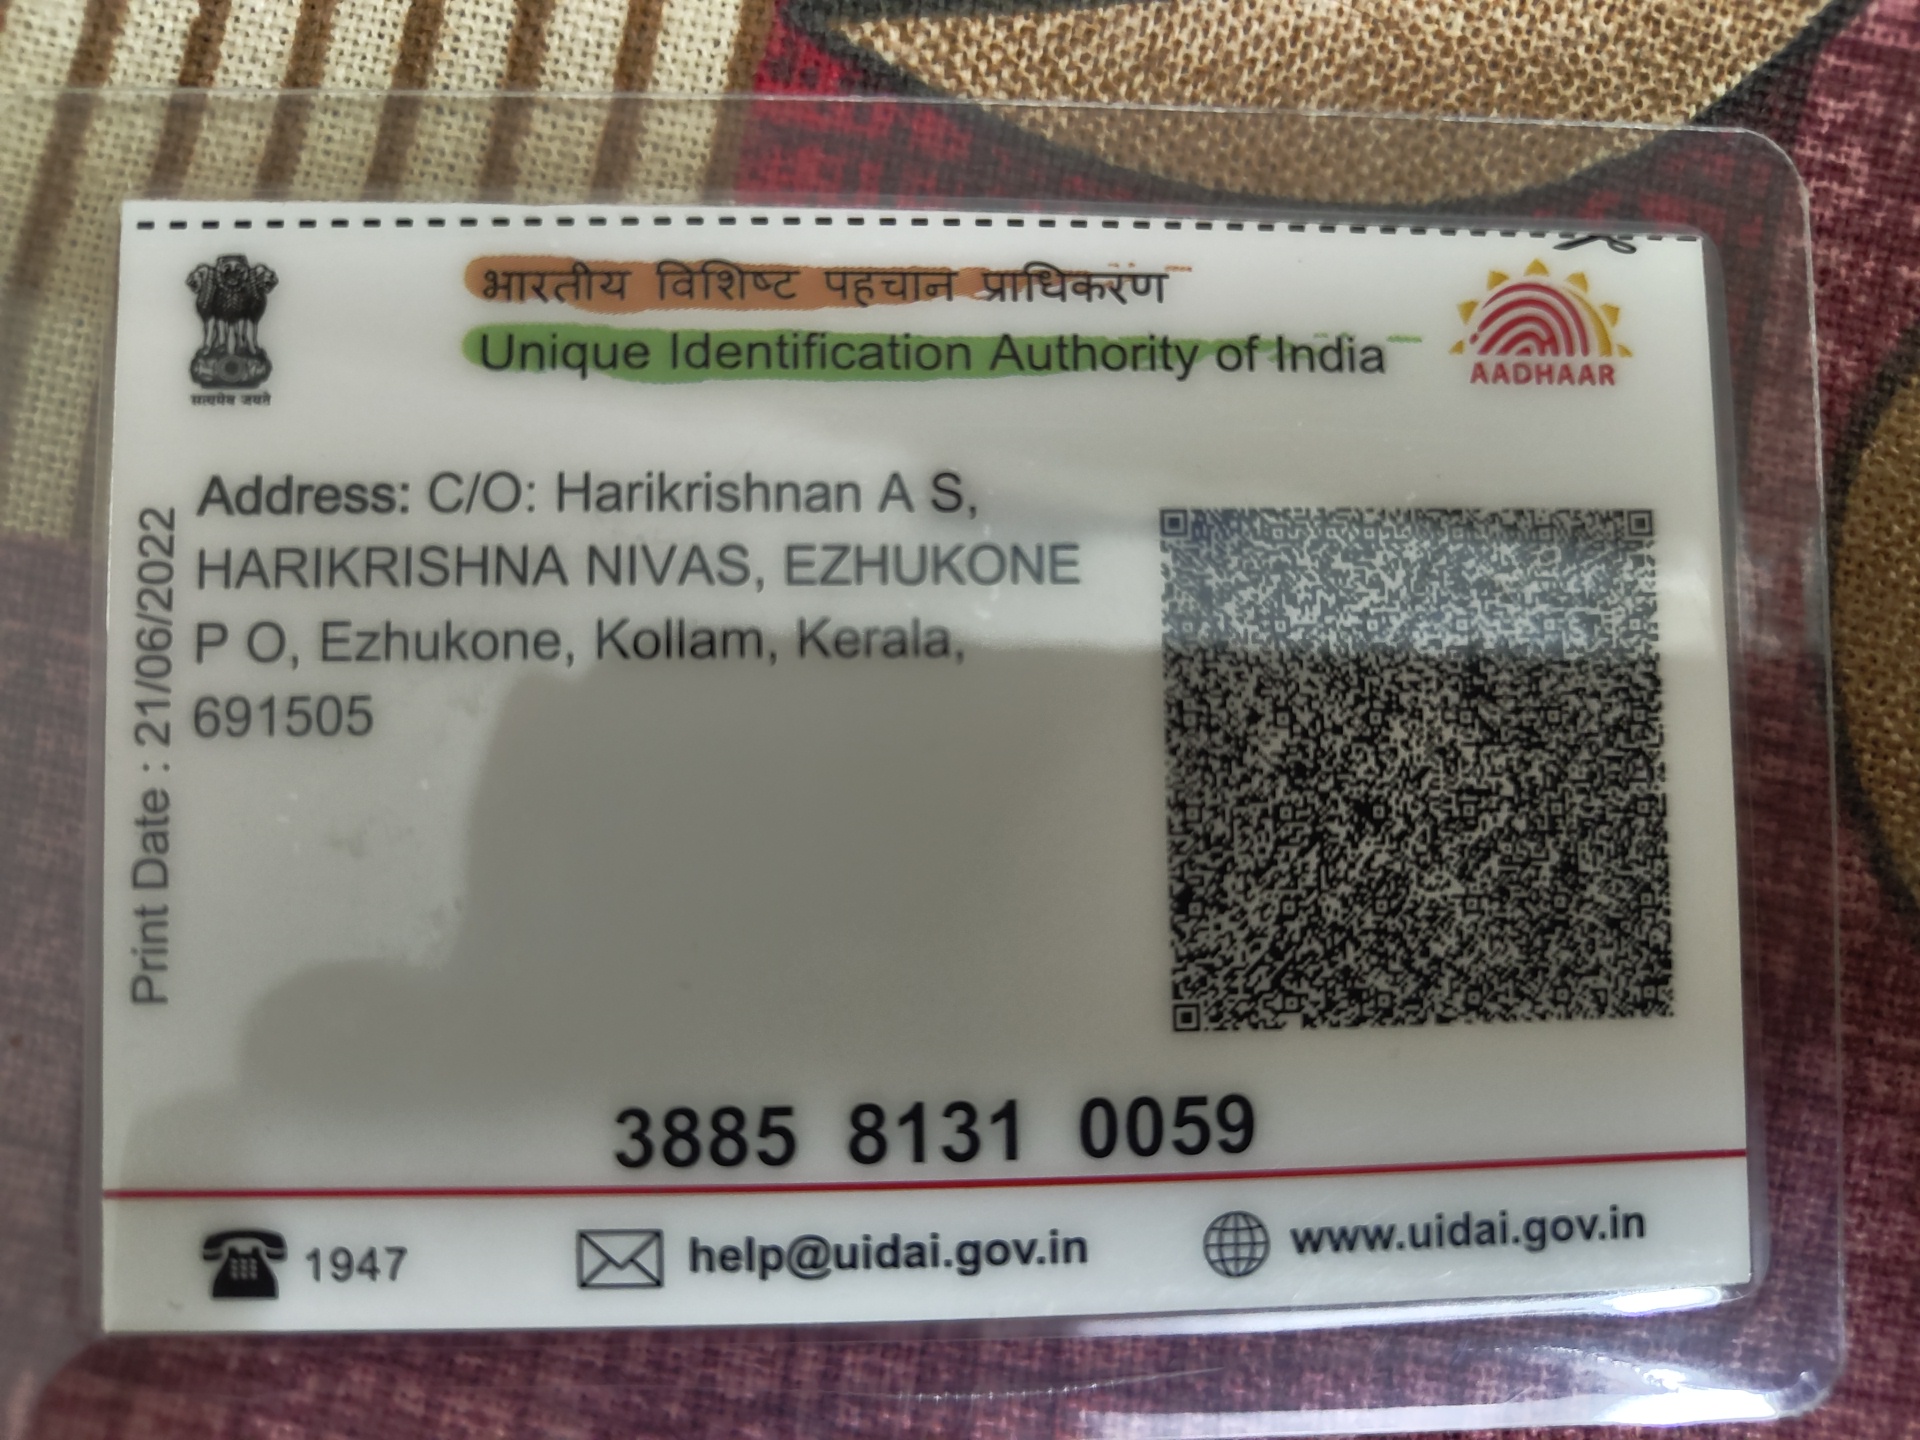 भारतीय विशिष्ट पहचान प्राधिकरण
Unique Identification Authority of India
सत्यमेव जयते
AADHAAR
Print Date : 21/06/2022
Address: C/O: Harikrishnan A S,
HARIKRISHNA NIVAS, EZHUKONE
P O, Ezhukone, Kollam, Kerala,
691505
3885 8131 0059
1947
help@uidai.gov.in
www.uidai.gov.in